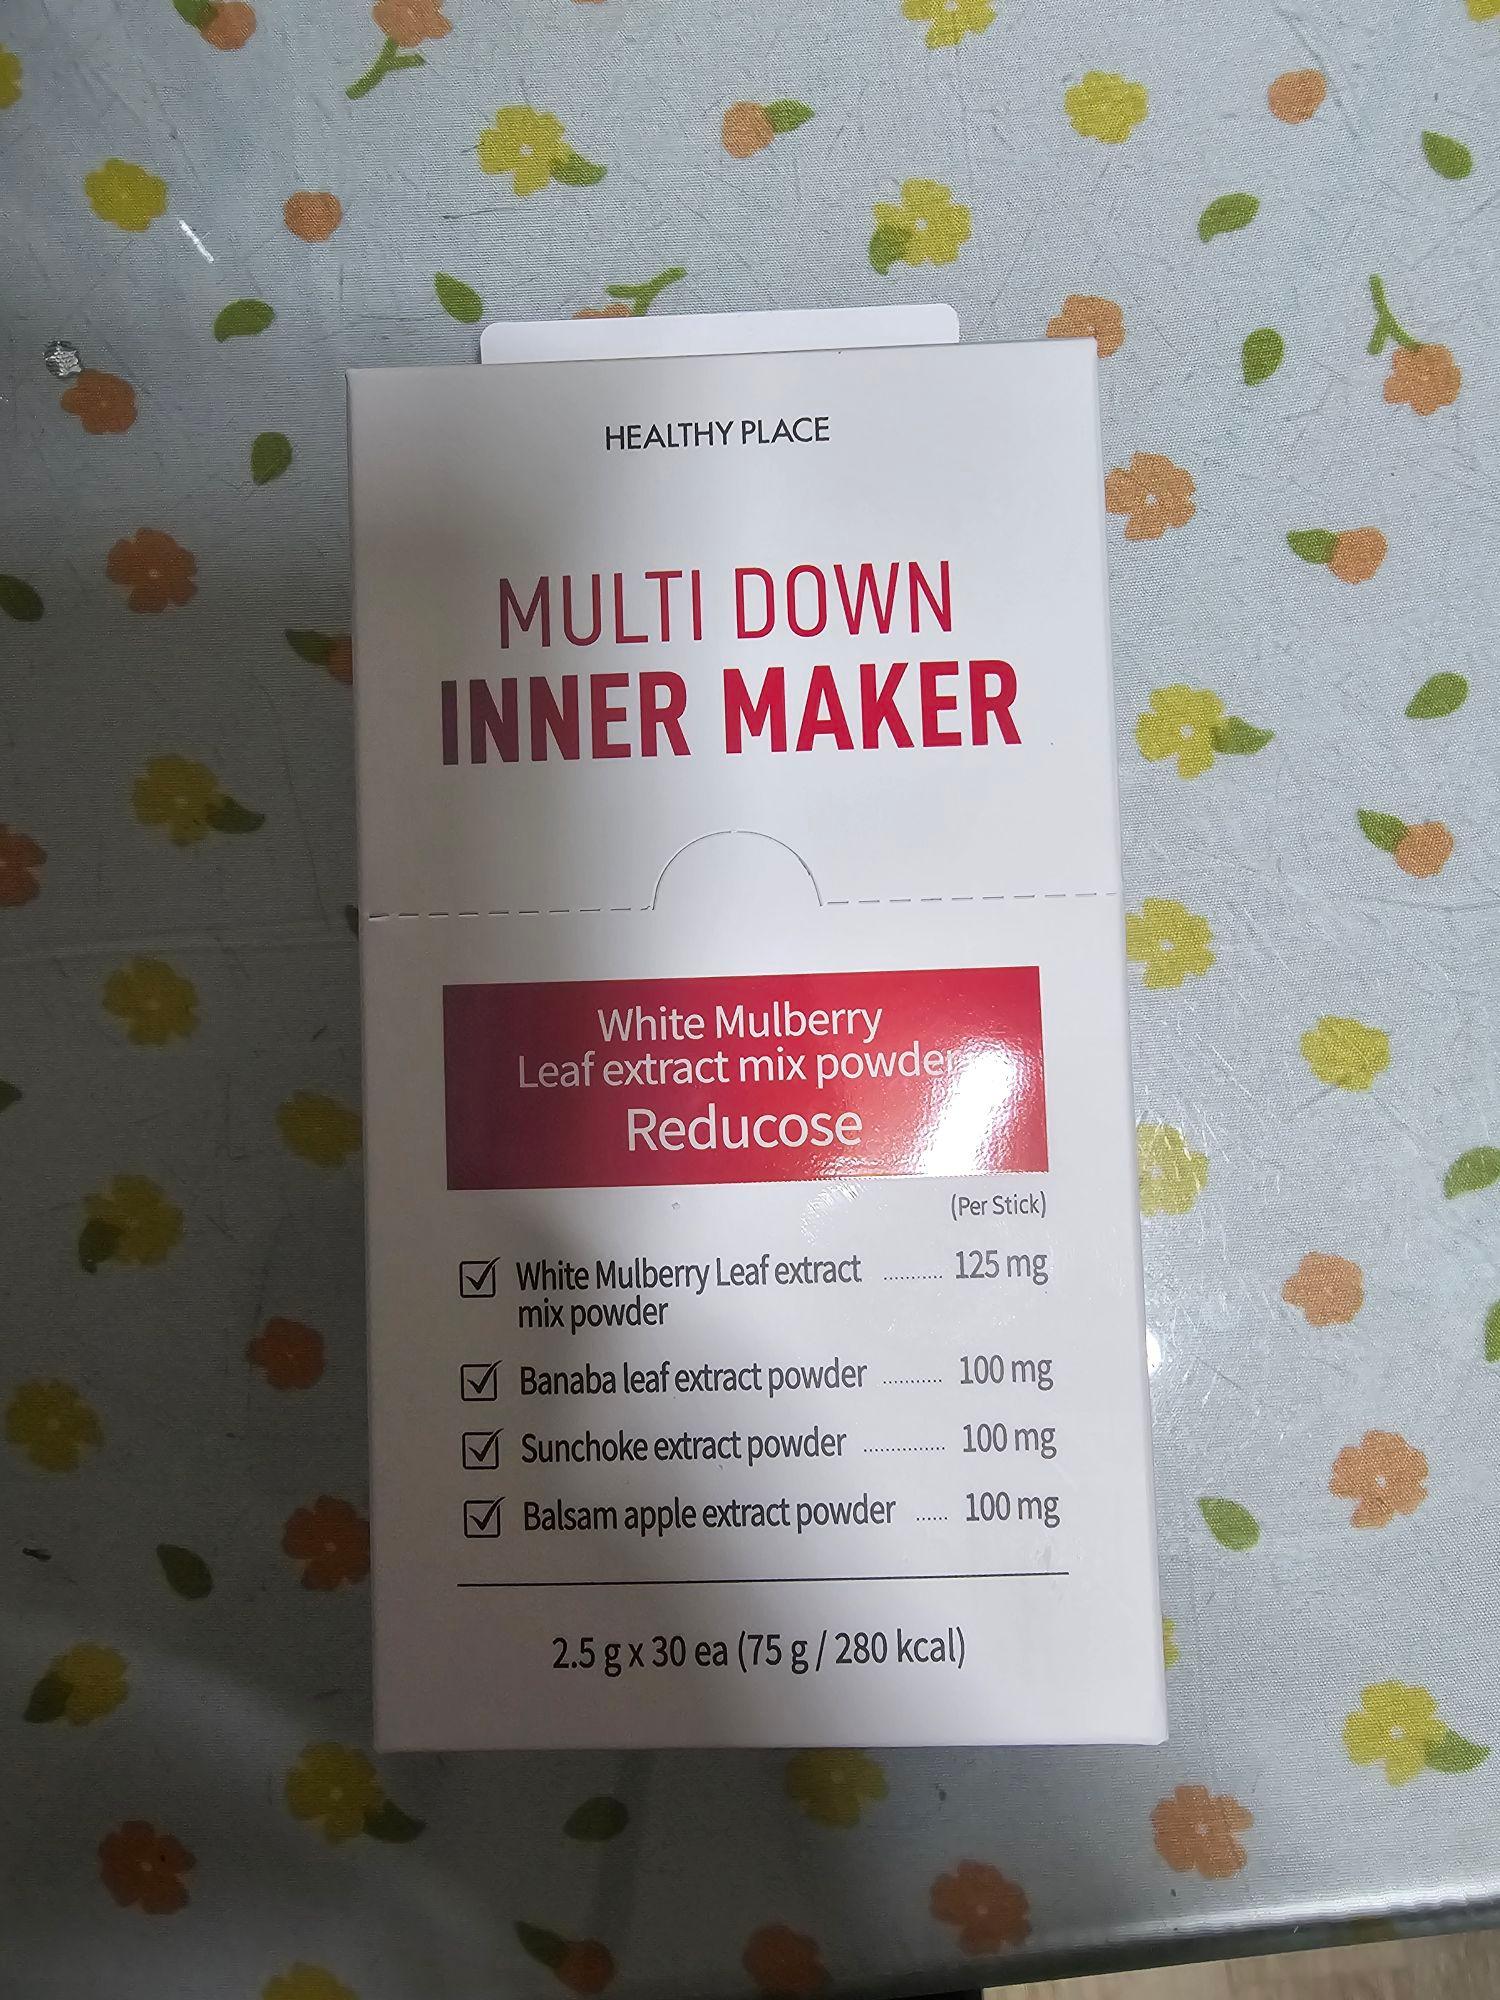 HEALTHY PLACE
MULTI DOWN
INNER MAKER
White Mulberry
Leaf extract mix powder
Reducose
(Per Stick)
White Mulberry Leaf extract .......... 125 mg
mix powder
Banaba leaf extract powder .......... 100 mg
Sunchoke extract powder .............. 100 mg
Balsam apple extract powder ...... 100 mg
2.5 g x 30 ea (75 g / 280 kcal)